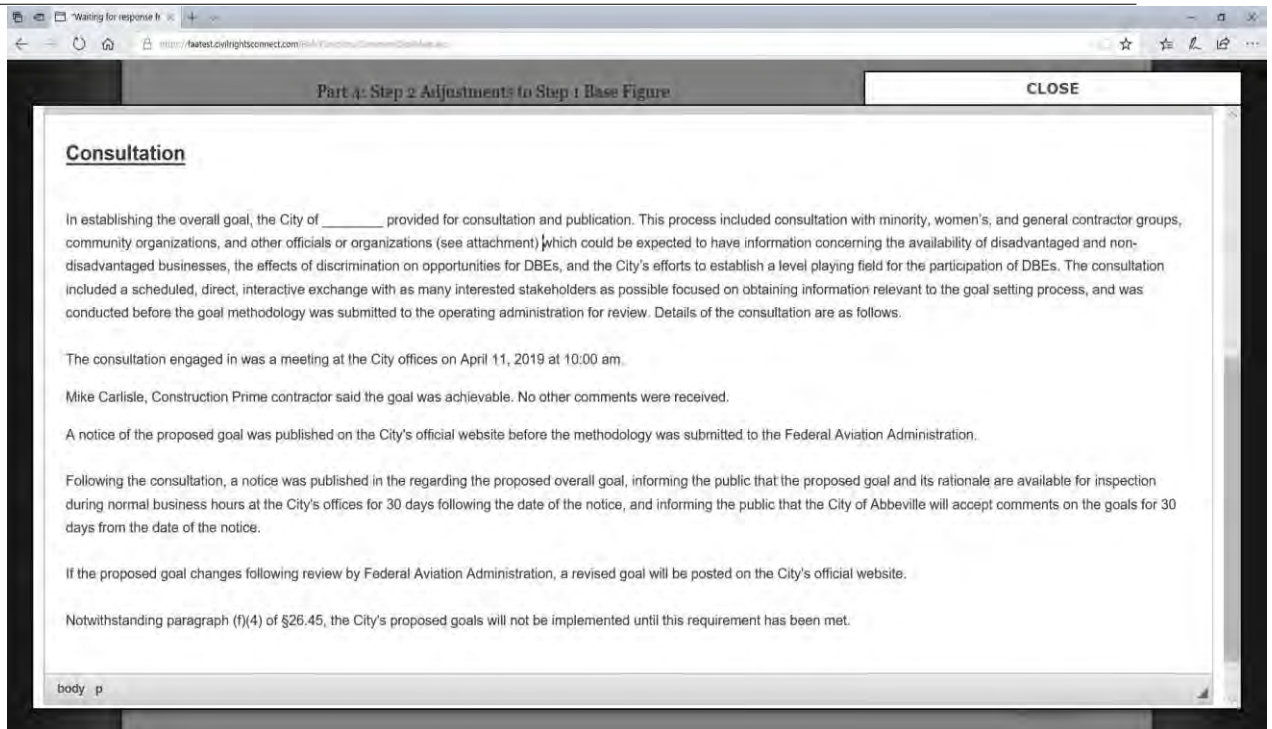 "Waiting for response fr
faatest.civilrightsconnect.com
Part 4: Step 2 Adjustments to Step 1 Base Figure
CLOSE
Consultation
In establishing the overall goal, the City of ________ provided for consultation and publication. This process included consultation with minority, women's, and general contractor groups,
community organizations, and other officials or organizations (see attachment) which could be expected to have information concerning the availability of disadvantaged and non-
disadvantaged businesses, the effects of discrimination on opportunities for DBEs, and the City's efforts to establish a level playing field for the participation of DBEs. The consultation
included a scheduled, direct, interactive exchange with as many interested stakeholders as possible focused on obtaining information relevant to the goal setting process, and was
conducted before the goal methodology was submitted to the operating administration for review. Details of the consultation are as follows.
The consultation engaged in was a meeting at the City offices on April 11, 2019 at 10:00 am.
Mike Carlisle, Construction Prime contractor said the goal was achievable. No other comments were received.
A notice of the proposed goal was published on the City's official website before the methodology was submitted to the Federal Aviation Administration.
Following the consultation, a notice was published in the regarding the proposed overall goal, informing the public that the proposed goal and its rationale are available for inspection
during normal business hours at the City's offices for 30 days following the date of the notice, and informing the public that the City of Abbeville will accept comments on the goals for 30
days from the date of the notice.
If the proposed goal changes following review by Federal Aviation Administration, a revised goal will be posted on the City's official website.
Notwithstanding paragraph (f)(4) of §26.45, the City's proposed goals will not be implemented until this requirement has been met.
body p